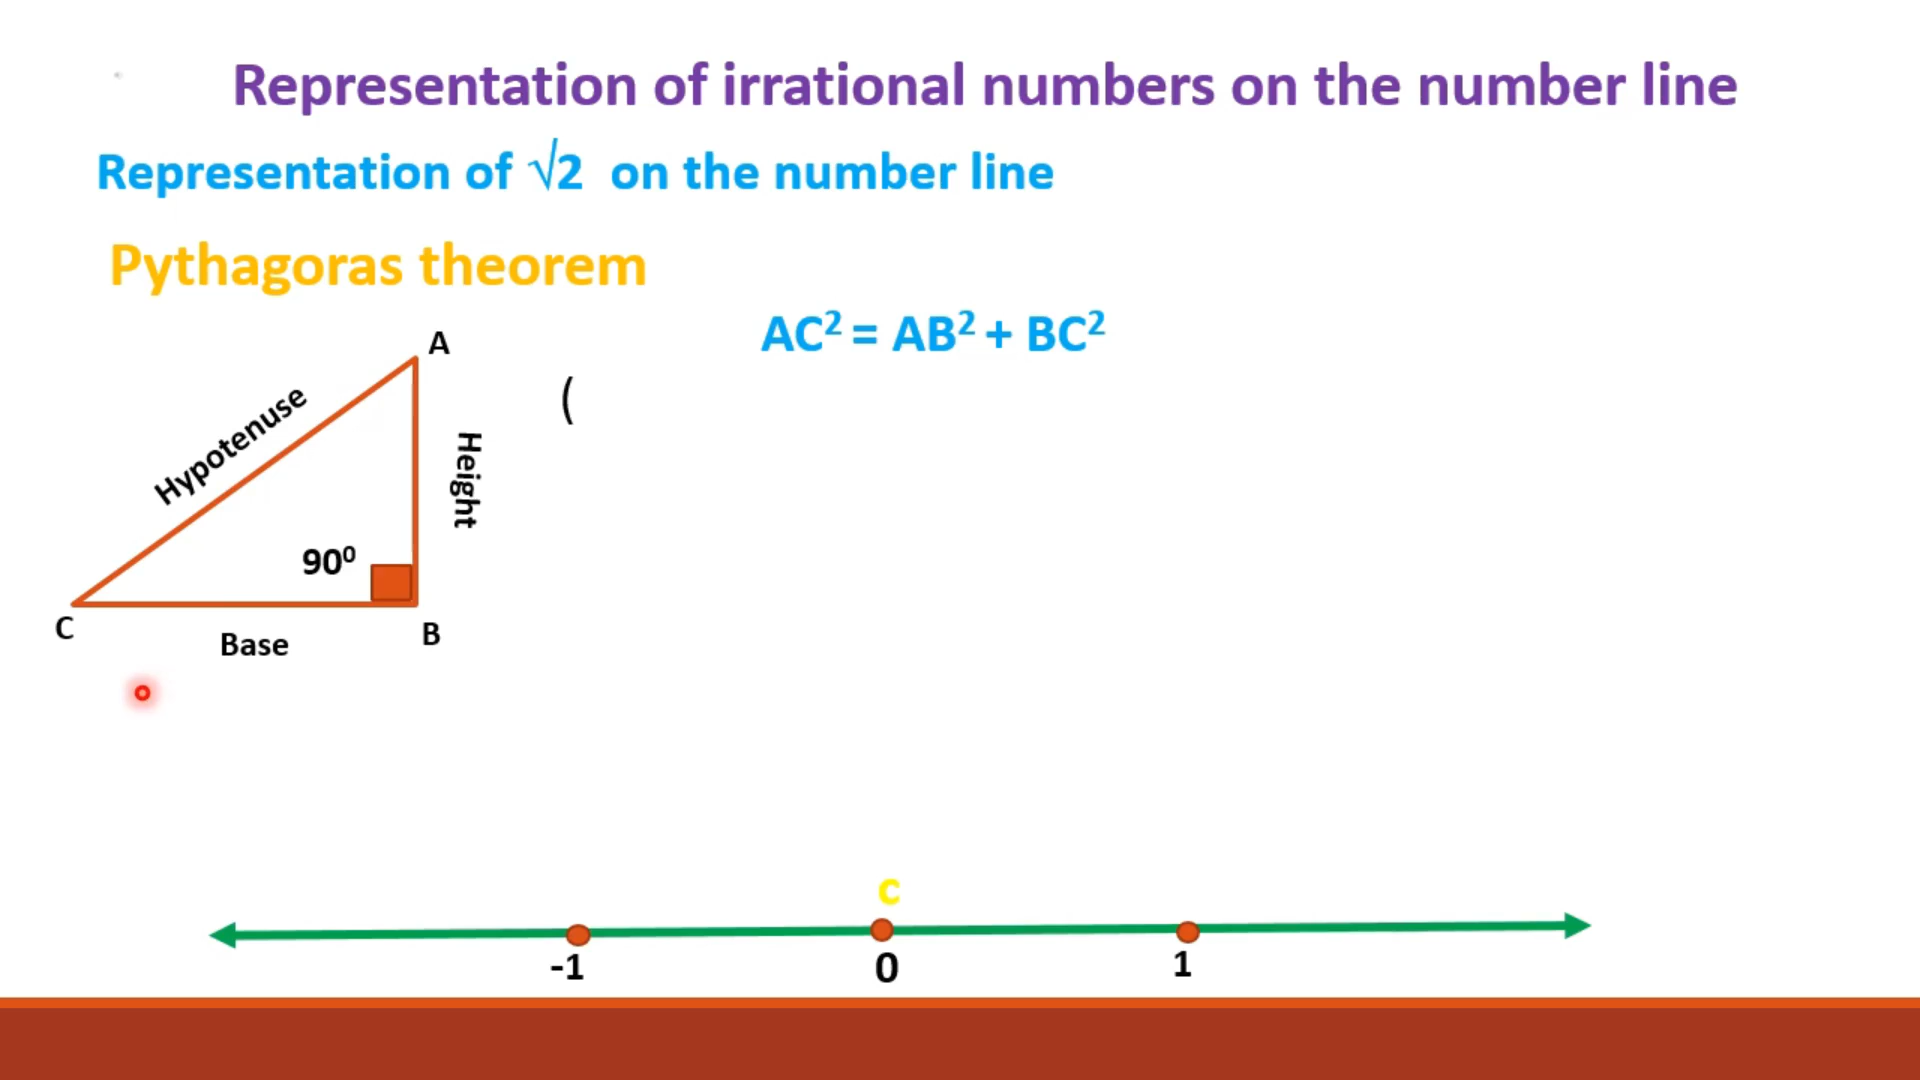 Representation of irrational numbers on the number line
Representation of √2 on the number line
Pythagoras theorem
AC² = AB² + BC²
A
(
Hypotenuse
Height
90⁰
C
B
Base
c
-1
0
1